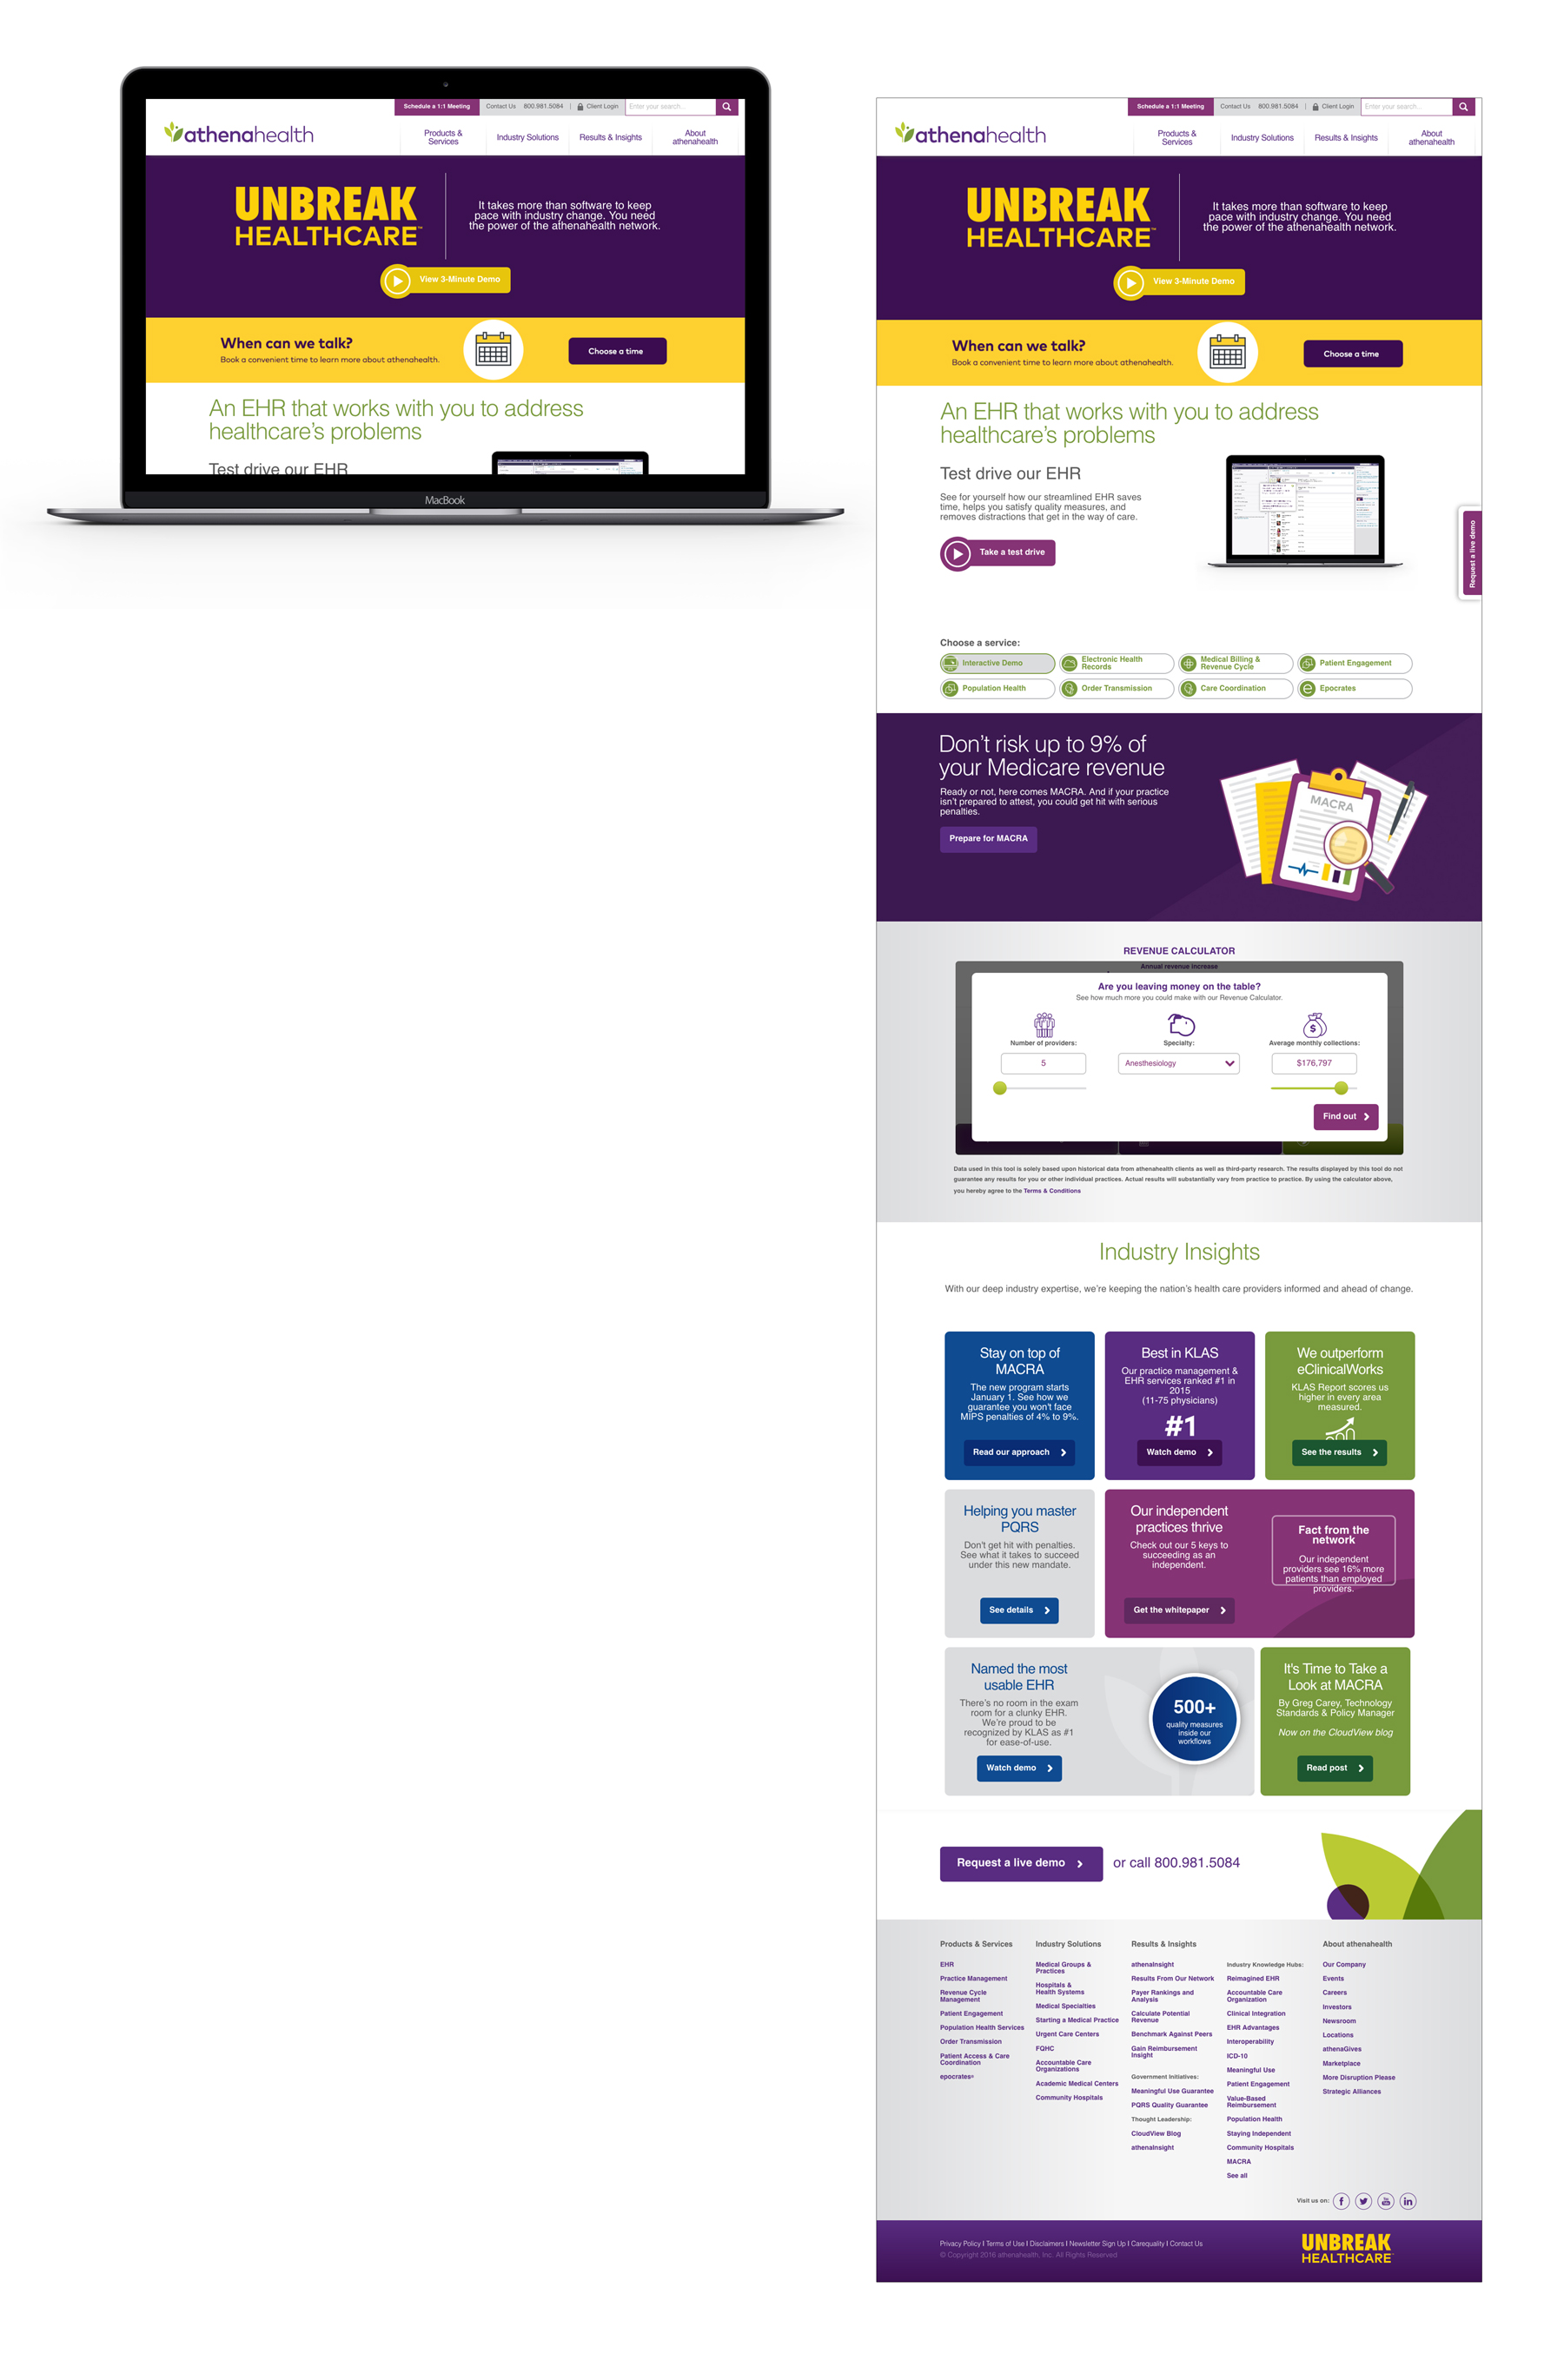 Schedule a 1:1 Meeting
Contact Us 800.981.5084 | Client Login
Enter your search...
athenahealth
Products &
Services
Industry Solutions
Results & Insights
About
athenahealth
UNBREAK
HEALTHCARE™
It takes more than software to keep
pace with industry change. You need
the power of the athenahealth network.
View 3-Minute Demo
When can we talk?
Book a convenient time to learn more about athenahealth.
Choose a time
An EHR that works with you to address
healthcare's problems
Test drive our EHR
MacBook
Schedule a 1:1 Meeting
Contact Us 800.981.5084 | Client Login
Enter your search...
athenahealth
Products &
Services
Industry Solutions
Results & Insights
About
athenahealth
UNBREAK
HEALTHCARE™
It takes more than software to keep
pace with industry change. You need
the power of the athenahealth network.
View 3-Minute Demo
When can we talk?
Book a convenient time to learn more about athenahealth.
Choose a time
An EHR that works with you to address
healthcare's problems
Test drive our EHR
See for yourself how our streamlined EHR saves
time, helps you satisfy quality measures, and
removes distractions that get in the way of care.
Take a test drive
Request a live demo
Choose a service:
Interactive Demo
Electronic Health
Records
Medical Billing &
Revenue Cycle
Patient Engagement
Population Health
Order Transmission
Care Coordination
Epocrates
Don't risk up to 9% of
your Medicare revenue
Ready or not, here comes MACRA. And if your practice
isn't prepared to attest, you could get hit with serious
penalties.
Prepare for MACRA
MACRA
REVENUE CALCULATOR
Annual revenue increase
Are you leaving money on the table?
See how much more you could make with our Revenue Calculator.
Number of providers:
5
Specialty:
Anesthesiology
Average monthly collections:
$176,797
Find out
Data used in this tool is solely based upon historical data from athenahealth clients as well as third-party research. The results displayed by this tool do not
guarantee any results for you or other individual practices. Actual results will substantially vary from practice to practice. By using the calculator above,
you hereby agree to the Terms & Conditions
Industry Insights
With our deep industry expertise, we're keeping the nation's health care providers informed and ahead of change.
Stay on top of
MACRA
The new program starts
January 1. See how we
guarantee you won't face
MIPS penalties of 4% to 9%.
Read our approach
Best in KLAS
Our practice management &
EHR services ranked #1 in
2015
(11-75 physicians)
#1
Watch demo
We outperform
eClinicalWorks
KLAS Report scores us
higher in every area
measured.
See the results
Helping you master
PQRS
Don't get hit with penalties.
See what it takes to succeed
under this new mandate.
See details
Our independent
practices thrive
Check out our 5 keys to
succeeding as an
independent.
Get the whitepaper
Fact from the
network
Our independent
providers see 16% more
patients than employed
providers.
Named the most
usable EHR
There's no room in the exam
room for a clunky EHR.
We're proud to be
recognized by KLAS as #1
for ease-of-use.
Watch demo
500+
quality measures
inside our
workflows
It's Time to Take a
Look at MACRA
By Greg Carey, Technology
Standards & Policy Manager
Now on the CloudView blog
Read post
Request a live demo
or call 800.981.5084
Products & Services
EHR
Practice Management
Revenue Cycle
Management
Patient Engagement
Population Health Services
Order Transmission
Patient Access & Care
Coordination
epocrates®
Industry Solutions
Medical Groups &
Practices
Hospitals &
Health Systems
Medical Specialties
Starting a Medical Practice
Urgent Care Centers
FQHC
Accountable Care
Organizations
Academic Medical Centers
Community Hospitals
Results & Insights
athenaInsight
Results From Our Network
Payer Rankings and
Analysis
Calculate Potential
Revenue
Benchmark Against Peers
Gain Reimbursement
Insight
Government Initiatives:
Meaningful Use Guarantee
PQRS Quality Guarantee
Thought Leadership:
CloudView Blog
athenaInsight
Industry Knowledge Hubs:
Reimagined EHR
Accountable Care
Organization
Clinical Integration
EHR Advantages
Interoperability
ICD-10
Meaningful Use
Patient Engagement
Value-Based
Reimbursement
Population Health
Staying Independent
Community Hospitals
MACRA
See all
About athenahealth
Our Company
Events
Careers
Investors
Newsroom
Locations
athenaGives
Marketplace
More Disruption Please
Strategic Alliances
Visit us on:
Privacy Policy | Terms of Use | Disclaimers | Newsletter Sign Up | Carequality | Contact Us
© Copyright 2016 athenahealth, Inc. All Rights Reserved
UNBREAK
HEALTHCARE